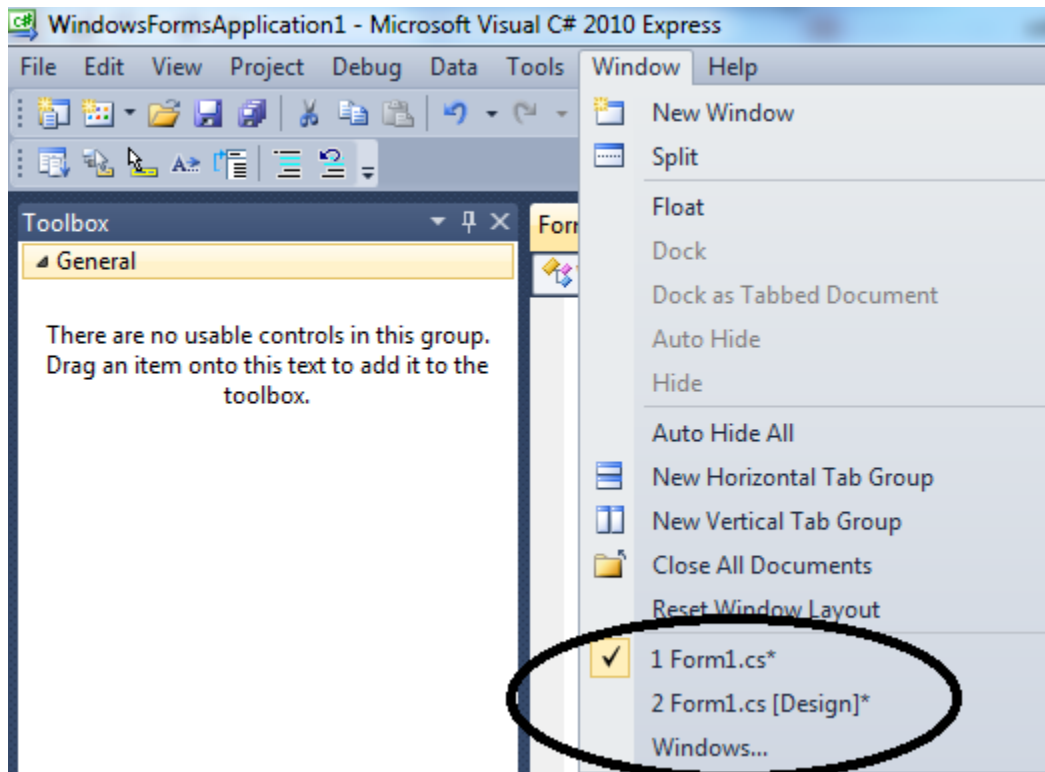 WindowsFormsApplication1 - Microsoft Visual C# 2010 Express
File Edit View Project Debug Data Tools Window Help
New Window
Split
Float
Dock
Dock as Tabbed Document
Auto Hide
Hide
Auto Hide All
New Horizontal Tab Group
New Vertical Tab Group
Close All Documents
Reset Window Layout
1 Form1.cs*
2 Form1.cs [Design]*
Windows...
Toolbox
General
There are no usable controls in this group.
Drag an item onto this text to add it to the
toolbox.